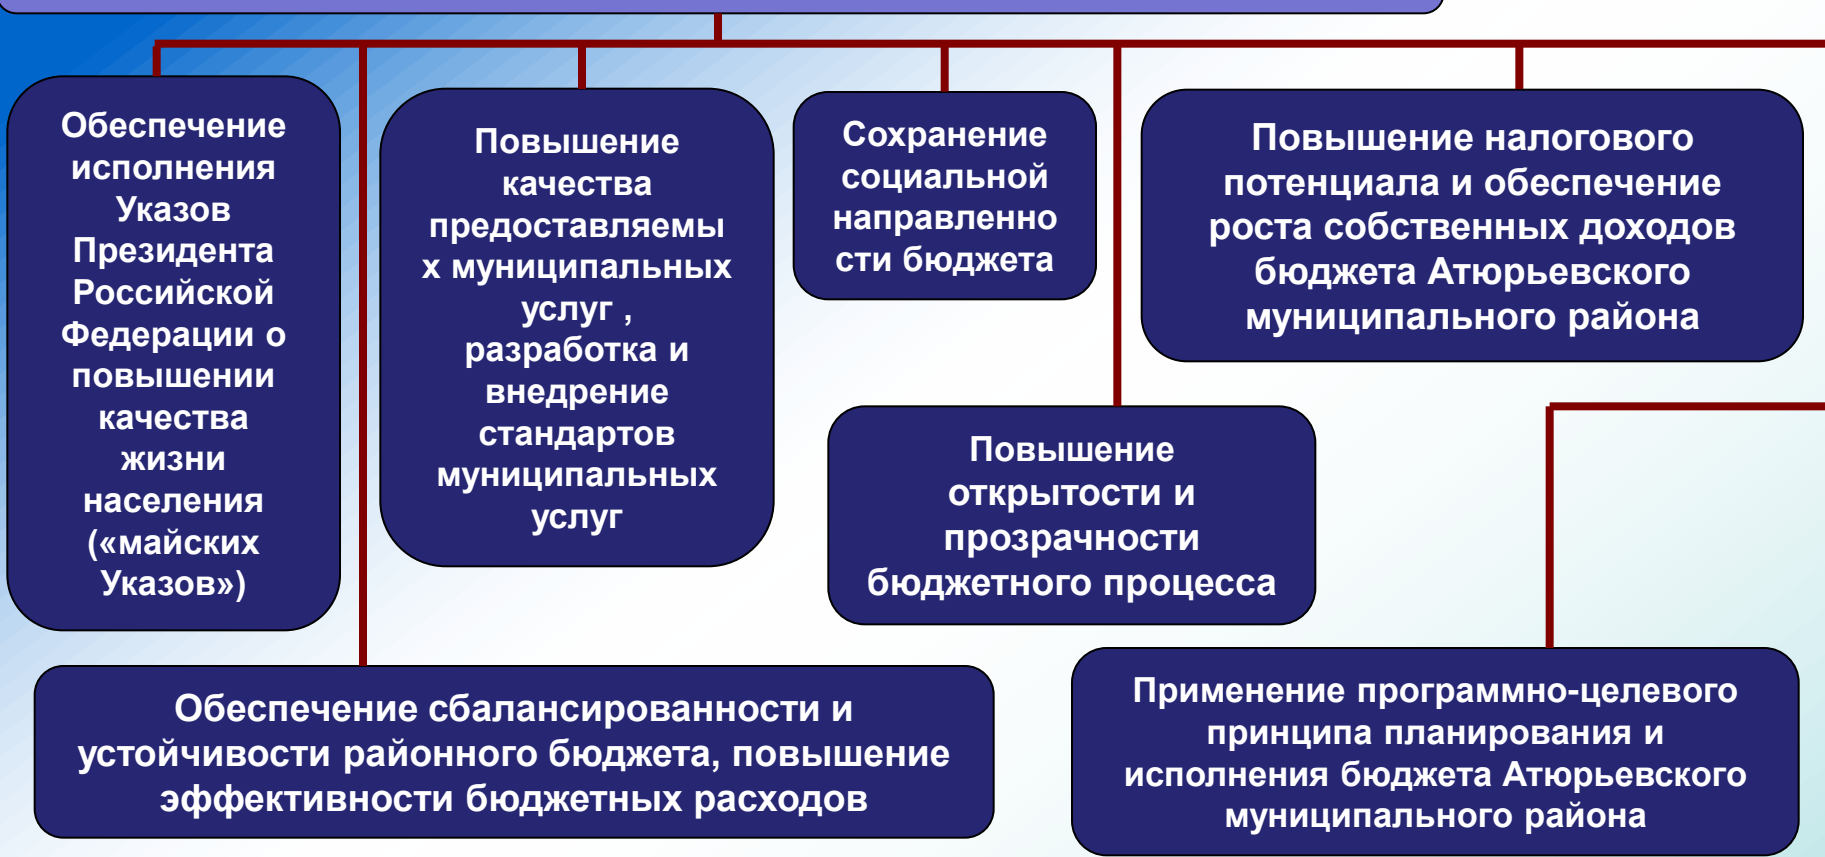 Обеспечение
исполнения
Указов
Президента
Российской
Федерации о
повышении
качества
жизни
населения
(«майских
Указов»)
Повышение
качества
предоставляемы
х муниципальных
услуг ,
разработка и
внедрение
стандартов
муниципальных
услуг
Сохранение
социальной
направленно
сти бюджета
Повышение налогового
потенциала и обеспечение
роста собственных доходов
бюджета Атюрьевского
муниципального района
Повышение
открытости и
прозрачности
бюджетного процесса
Обеспечение сбалансированности и
устойчивости районного бюджета, повышение
эффективности бюджетных расходов
Применение программно-целевого
принципа планирования и
исполнения бюджета Атюрьевского
муниципального района